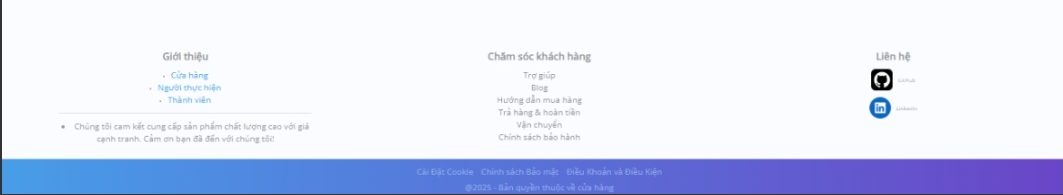 Giới thiệu
Cửa hàng
Người thực hiện
Thành viên
Chúng tôi cam kết cung cấp sản phẩm chất lượng cao với giá
cạnh tranh. Cảm ơn bạn đã đến với chúng tôi!
Chăm sóc khách hàng
Trợ giúp
Blog
Hướng dẫn mua hàng
Trả hàng & hoàn tiền
Vận chuyển
Chính sách bảo hành
Liên hệ
GitHub
in LinkedIn
Cài Đặt Cookie Chính sách Bảo mật Điều Khoản và Điều Kiện
@2025 - Bản quyền thuộc về cửa hàng